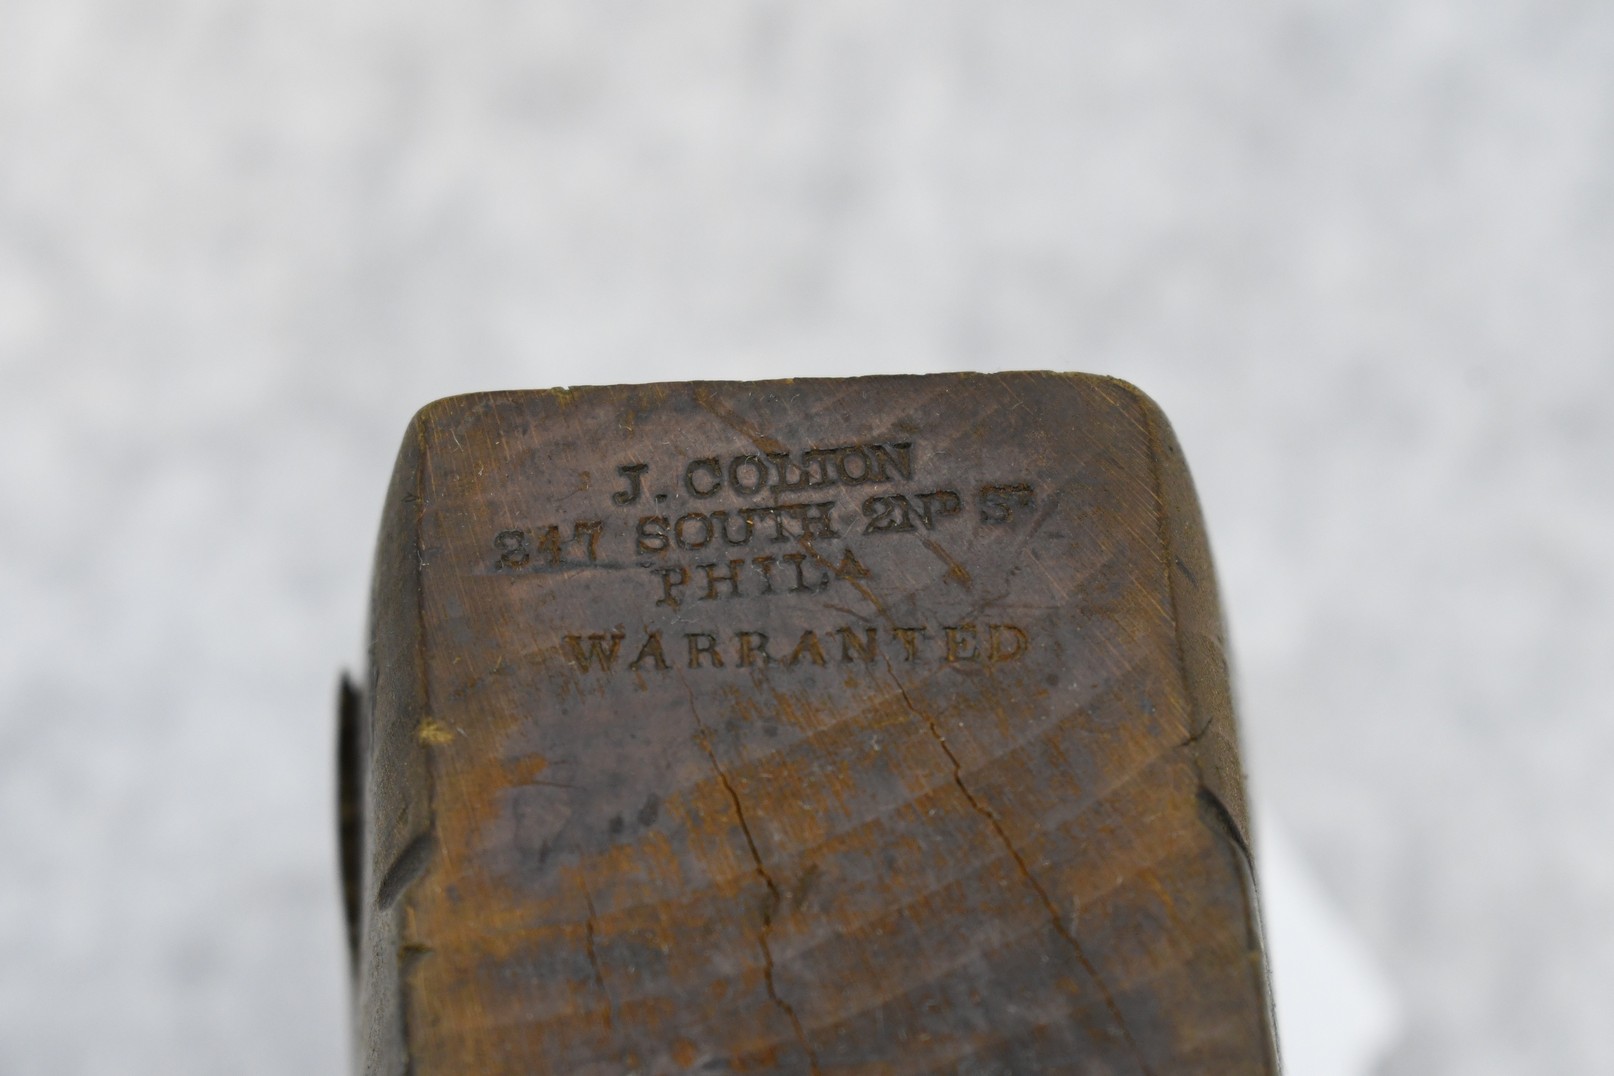 J. COLTON
247 SOUTH 2ND ST
PHILA
WARRANTED